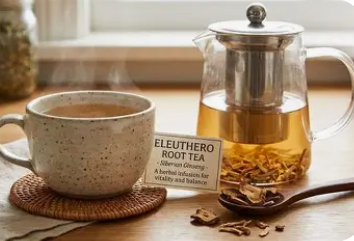 ELEUTHERO
ROOT TEA
- Siberian Ginseng -
A herbal infusion for
vitality and balance